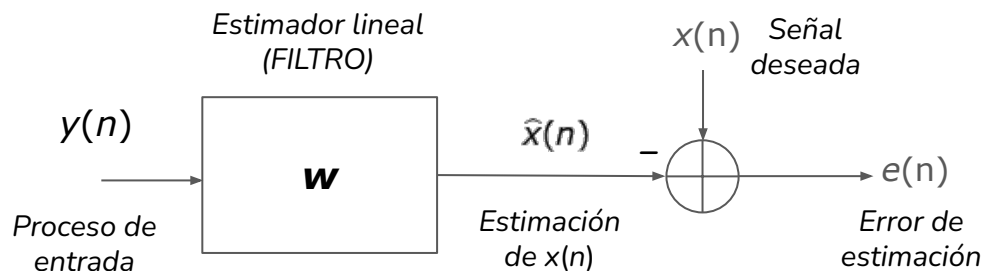 Estimador lineal
(FILTRO)
y(n)
w
x̂(n)
–
x(n)
Señal
deseada
e(n)
Proceso de
entrada
Estimación
de x(n)
Error de
estimación